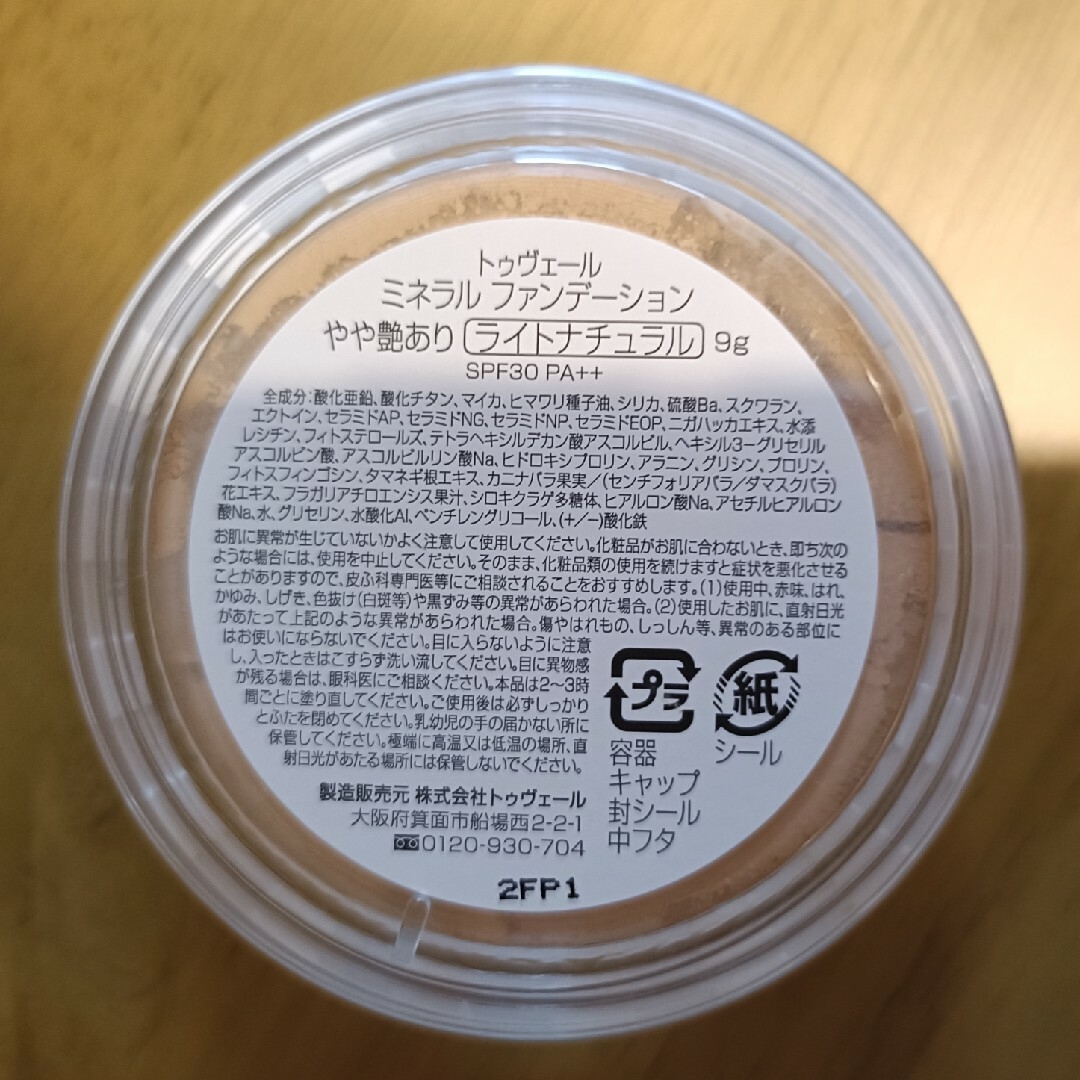 トゥヴェール
ミネラル ファンデーション
やや艶あり ライトナチュラル 9g
SPF30 PA++
全成分:酸化亜鉛、酸化チタン、マイカ、ヒマワリ種子油、シリカ、硫酸Ba、スクワラン、
エクトイン、セラミドAP、セラミドNG、セラミドNP、セラミドEOP、ニガハッカエキス、水添
レシチン、フィトステロールズ、テトラヘキシルデカン酸アスコルビル、ヘキシル3-グリセリル
アスコルビン酸、アスコルビルリン酸Na、ヒドロキシプロリン、アラニン、グリシン、プロリン、
フィトスフィンゴシン、タマネギ根エキス、カニナバラ果実/(センチフォリアバラ/ダマスクバラ)
花エキス、フラガリアチロエンシス果汁、シロキクラゲ多糖体、ヒアルロン酸Na、アセチルヒアルロン
酸Na、水、グリセリン、水酸化Al、ペンチレングリコール、(+/-)酸化鉄
お肌に異常が生じていないかよく注意して使用してください。化粧品がお肌に合わないとき、即ち次の
ような場合には、使用を中止してください。そのまま、化粧品類の使用を続けますと症状を悪化させる
ことがありますので、皮ふ科専門医等にご相談されることをおすすめします。(1)使用中、赤味、はれ、
かゆみ、しげき、色抜け(白斑等)や黒ずみ等の異常があらわれた場合。(2)使用したお肌に、直射日光
があたって上記のような異常があらわれた場合。傷やはれもの、しっしん等、異常のある部位に
はお使いにならないでください。目に入らないように注意
し、入ったときはこすらず洗い流してください。目に異物感
が残る場合は、眼科医にご相談ください。本品は2〜3時
間ごとに塗り直してください。ご使用後は必ずしっかり
とふたを閉めてください。乳幼児の手の届かない所に
保管してください。極端に高温又は低温の場所、直
射日光があたる場所には保管しないでください。
製造販売元 株式会社トゥヴェール
大阪府箕面市船場西2-2-1
0120-930-704
プラ
容器
キャップ
封シール
中フタ
紙
シール
2FP1